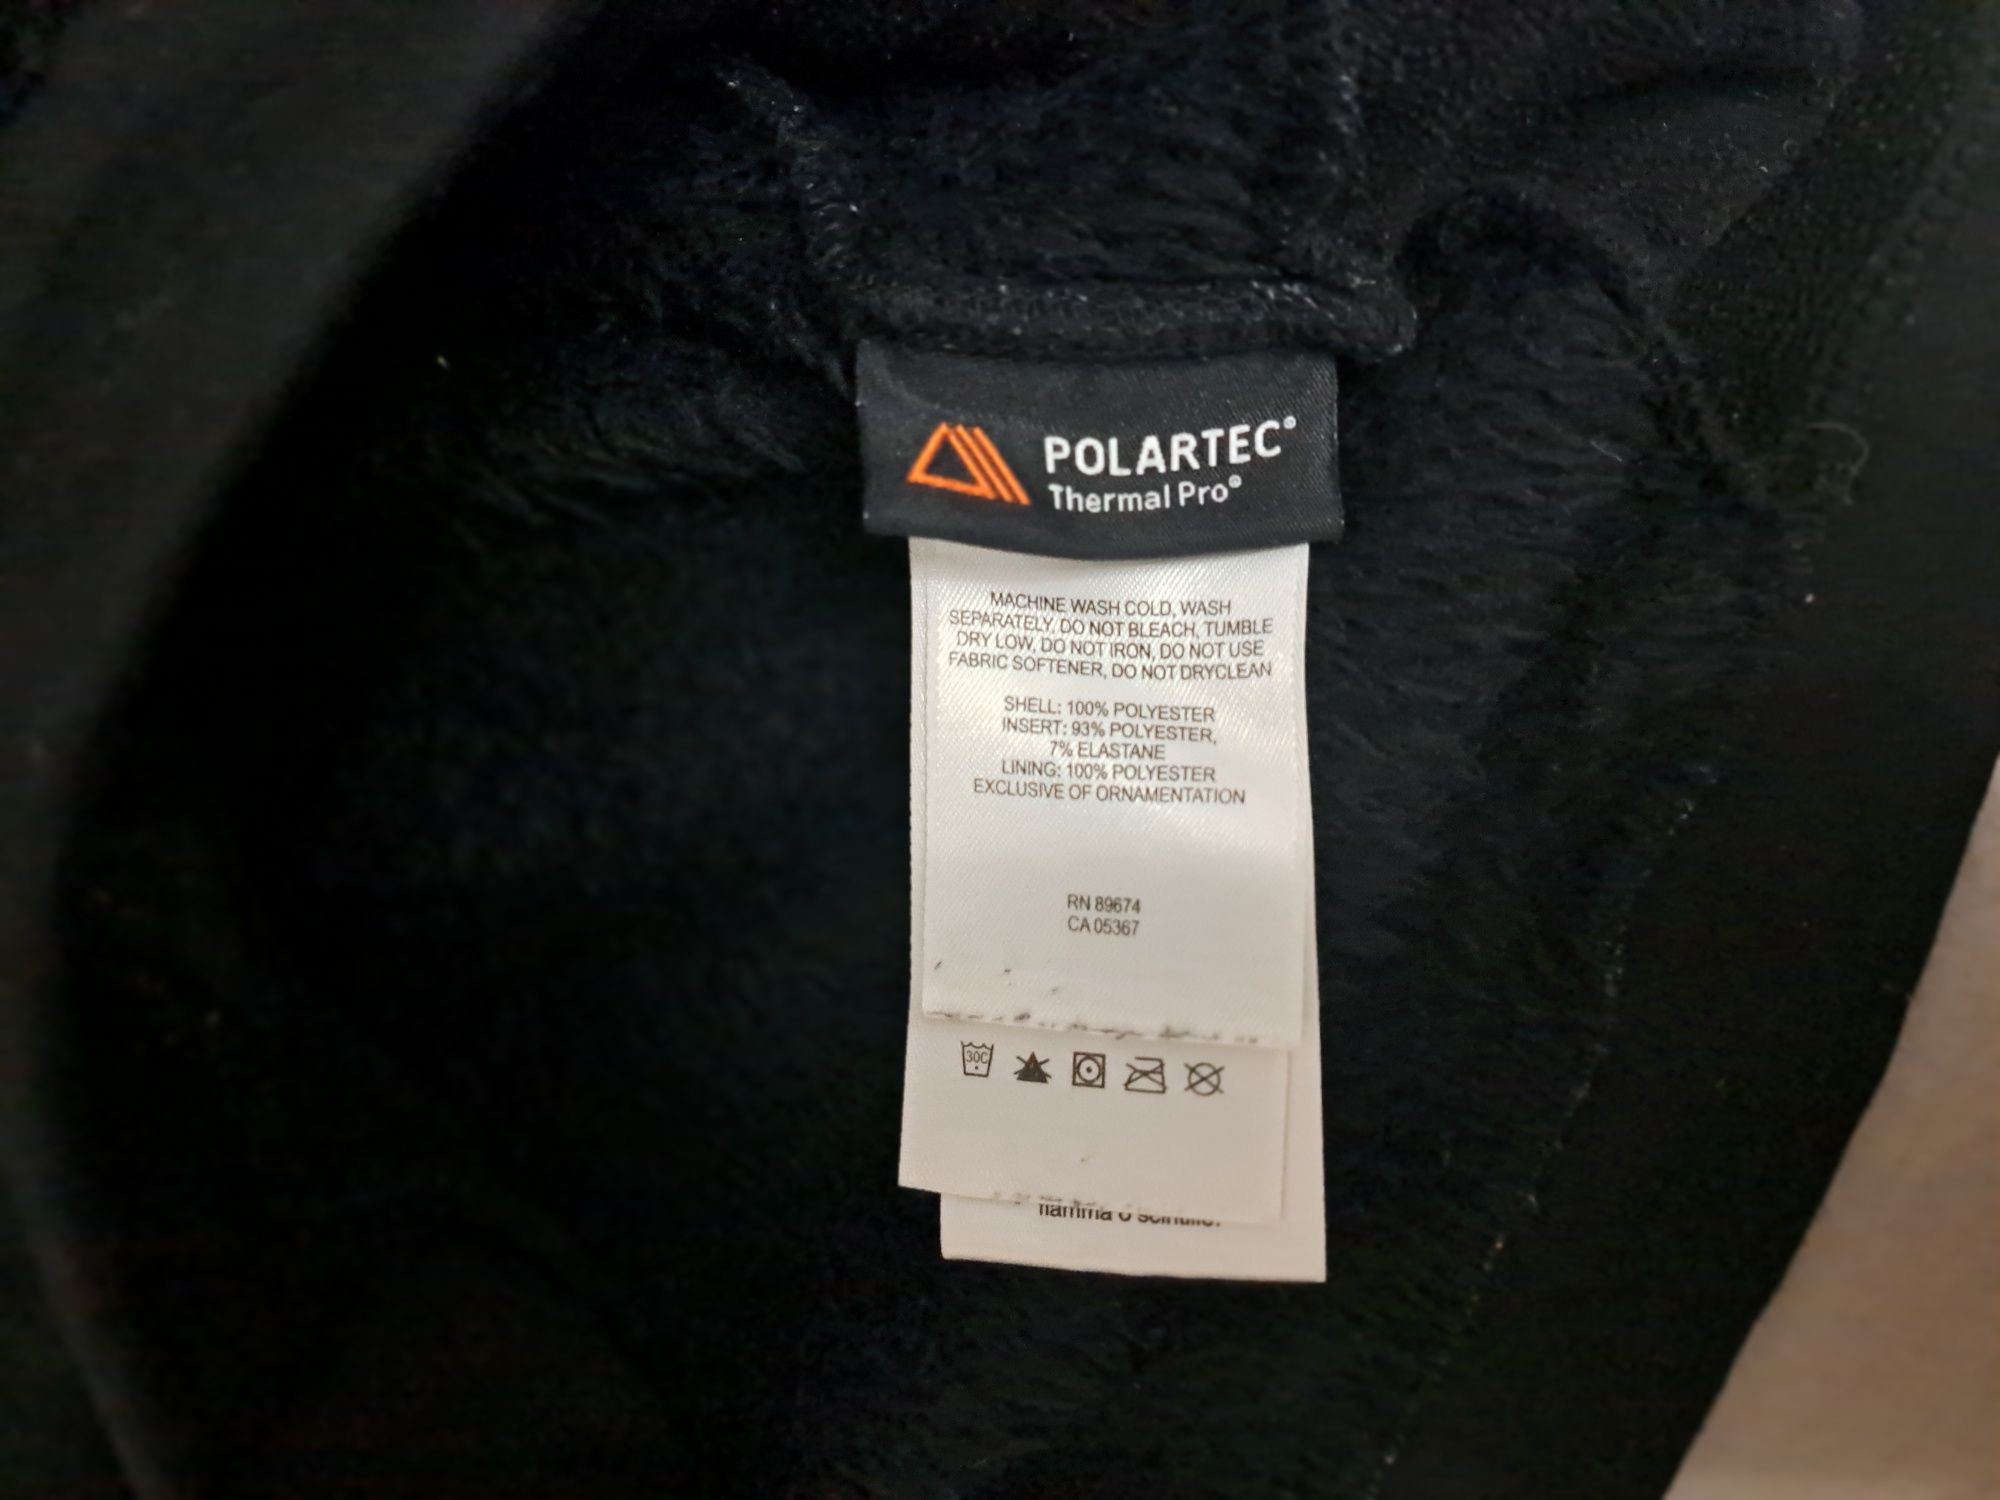 POLARTEC®
Thermal Pro®
MACHINE WASH COLD, WASH
SEPARATELY, DO NOT BLEACH, TUMBLE
DRY LOW, DO NOT IRON, DO NOT USE
FABRIC SOFTENER, DO NOT DRYCLEAN
SHELL: 100% POLYESTER
INSERT: 93% POLYESTER,
7% ELASTANE
LINING: 100% POLYESTER
EXCLUSIVE OF ORNAMENTATION
RN 89674
CA 05367
30C
fiamma o scintille.